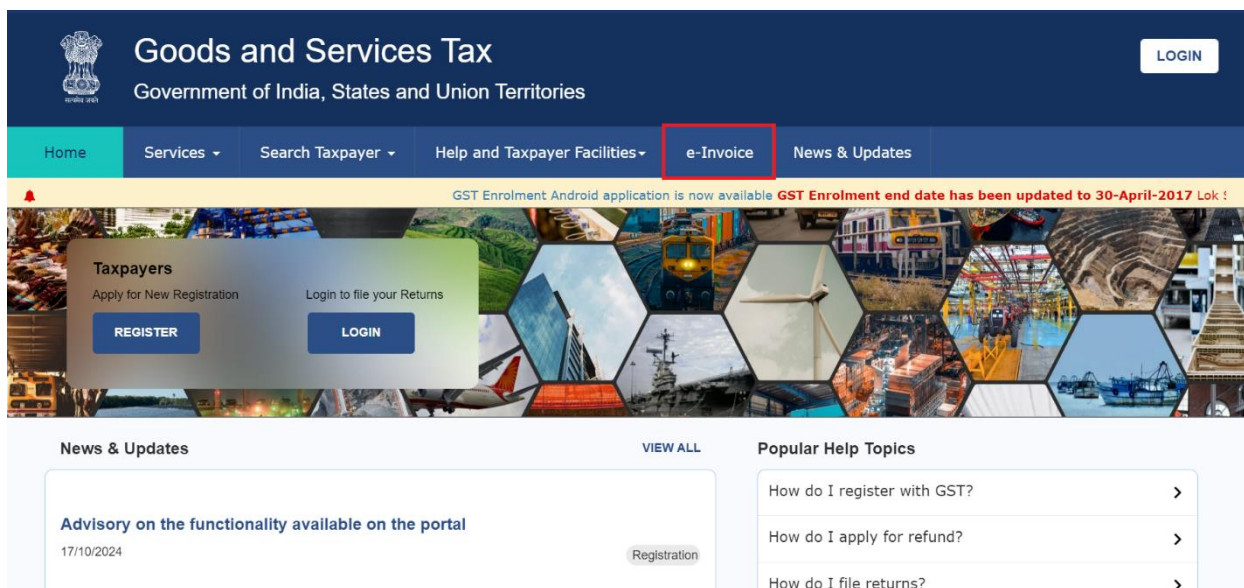 Goods and Services Tax
Government of India, States and Union Territories
सत्यमेव जयते
LOGIN
Home Services Search Taxpayer Help and Taxpayer Facilities e-Invoice News & Updates
GST Enrolment Android application is now available GST Enrolment end date has been updated to 30-April-2017 Lok
Taxpayers
Apply for New Registration Login to file your Returns
REGISTER LOGIN
News & Updates VIEW ALL
Advisory on the functionality available on the portal
17/10/2024 Registration
Popular Help Topics
How do I register with GST?
How do I apply for refund?
How do I file returns?